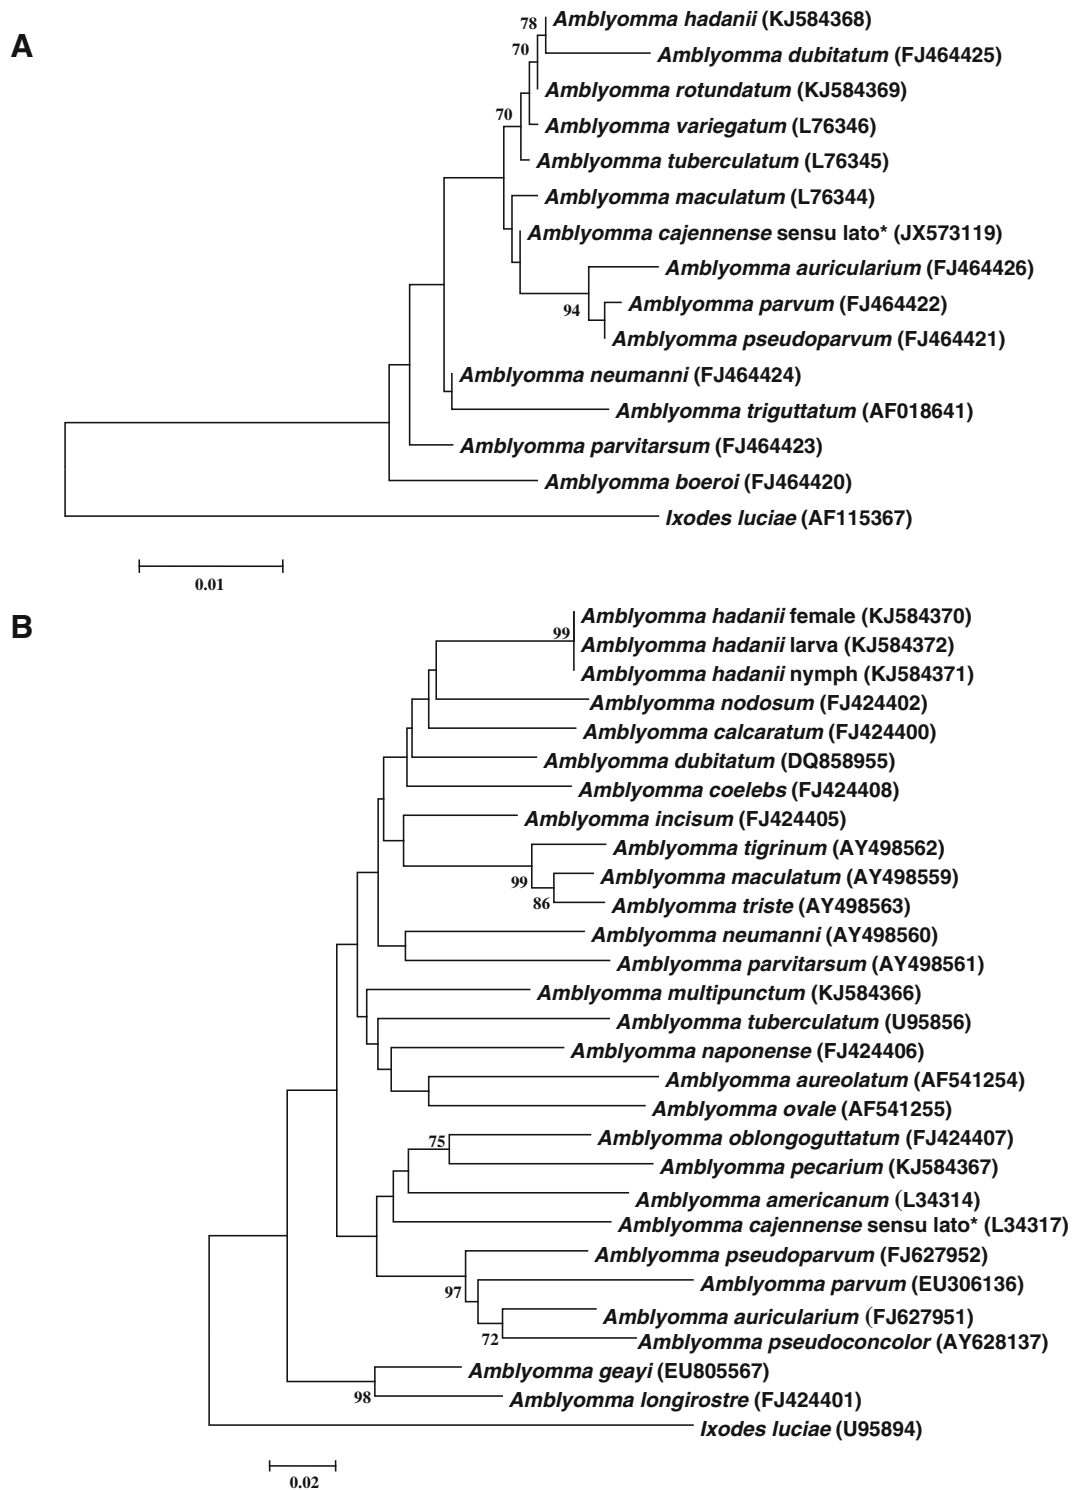 A
78
Amblyomma hadanii (KJ584368)
70
Amblyomma dubitatum (FJ464425)
Amblyomma rotundatum (KJ584369)
70
Amblyomma variegatum (L76346)
Amblyomma tuberculatum (L76345)
Amblyomma maculatum (L76344)
Amblyomma cajennense sensu lato* (JX573119)
Amblyomma auricularium (FJ464426)
94
Amblyomma parvum (FJ464422)
Amblyomma pseudoparvum (FJ464421)
Amblyomma neumanni (FJ464424)
Amblyomma triguttatum (AF018641)
Amblyomma parvitarsum (FJ464423)
Amblyomma boeroi (FJ464420)
Ixodes luciae (AF115367)
0.01
B
Amblyomma hadanii female (KJ584370)
99
Amblyomma hadanii larva (KJ584372)
Amblyomma hadanii nymph (KJ584371)
Amblyomma nodosum (FJ424402)
Amblyomma calcaratum (FJ424400)
Amblyomma dubitatum (DQ858955)
Amblyomma coelebs (FJ424408)
Amblyomma incisum (FJ424405)
Amblyomma tigrinum (AY498562)
99
Amblyomma maculatum (AY498559)
86
Amblyomma triste (AY498563)
Amblyomma neumanni (AY498560)
Amblyomma parvitarsum (AY498561)
Amblyomma multipunctum (KJ584366)
Amblyomma tuberculatum (U95856)
Amblyomma naponense (FJ424406)
Amblyomma aureolatum (AF541254)
Amblyomma ovale (AF541255)
75
Amblyomma oblongoguttatum (FJ424407)
Amblyomma pecarium (KJ584367)
Amblyomma americanum (L34314)
Amblyomma cajennense sensu lato* (L34317)
Amblyomma pseudoparvum (FJ627952)
97
Amblyomma parvum (EU306136)
Amblyomma auricularium (FJ627951)
72
Amblyomma pseudoconcolor (AY628137)
Amblyomma geayi (EU805567)
98
Amblyomma longirostre (FJ424401)
Ixodes luciae (U95894)
0.02